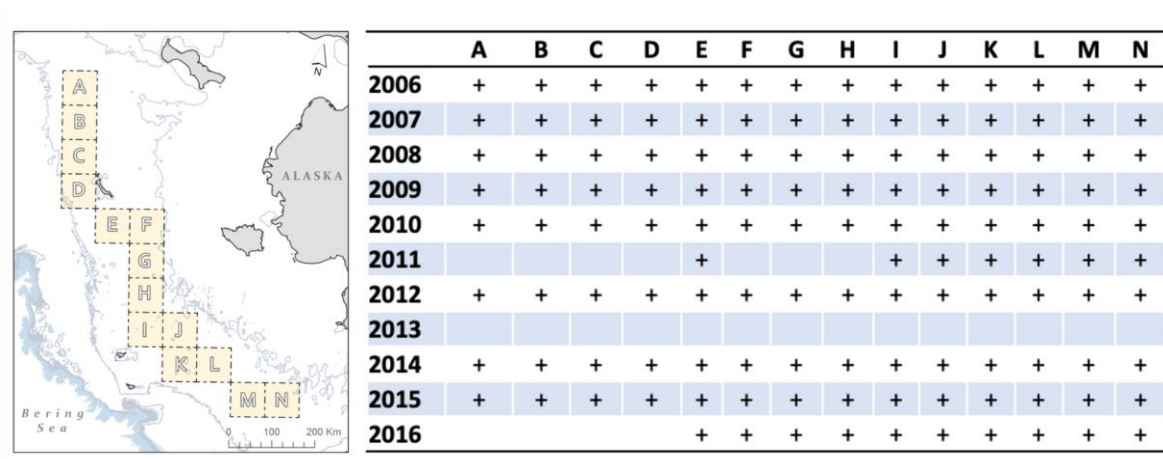 N
A
B
C
D
ALASKA
E F
G
H
I J
K L
M N
Bering
Sea
0 100 200 Km
A B C D E F G H I J K L M N
2006 + + + + + + + + + + + + + +
2007 + + + + + + + + + + + + + +
2008 + + + + + + + + + + + + + +
2009 + + + + + + + + + + + + + +
2010 + + + + + + + + + + + + + +
2011 + + + + + + +
2012 + + + + + + + + + + + + + +
2013
2014 + + + + + + + + + + + + + +
2015 + + + + + + + + + + + + + +
2016 + + + + + + + + + +